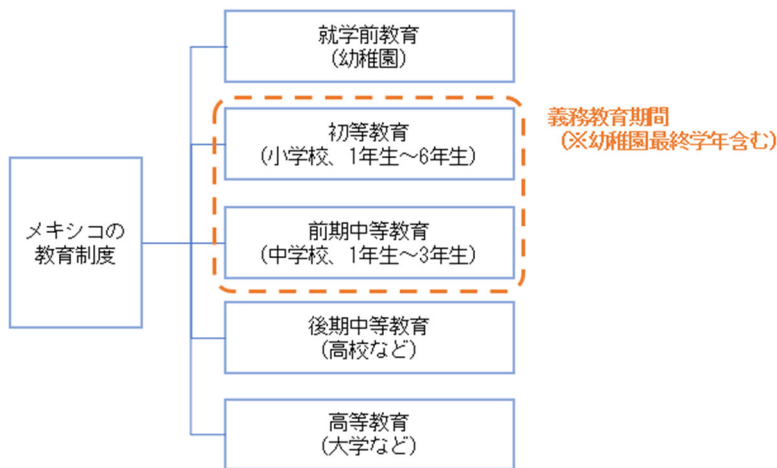 就学前教育
(幼稚園)
初等教育
(小学校、1年生～6年生)
義務教育期間
(※幼稚園最終学年含む)
メキシコの
教育制度
前期中等教育
(中学校、1年生～3年生)
後期中等教育
(高校など)
高等教育
(大学など)